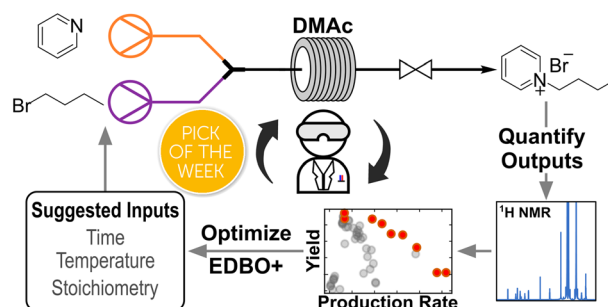 DMAc
N
Br
PICK
OF THE
WEEK
N
+
Br−
Quantify
Outputs
Suggested Inputs
Time
Temperature
Stoichiometry
Optimize
EDBO+
Yield
Production Rate
¹H NMR